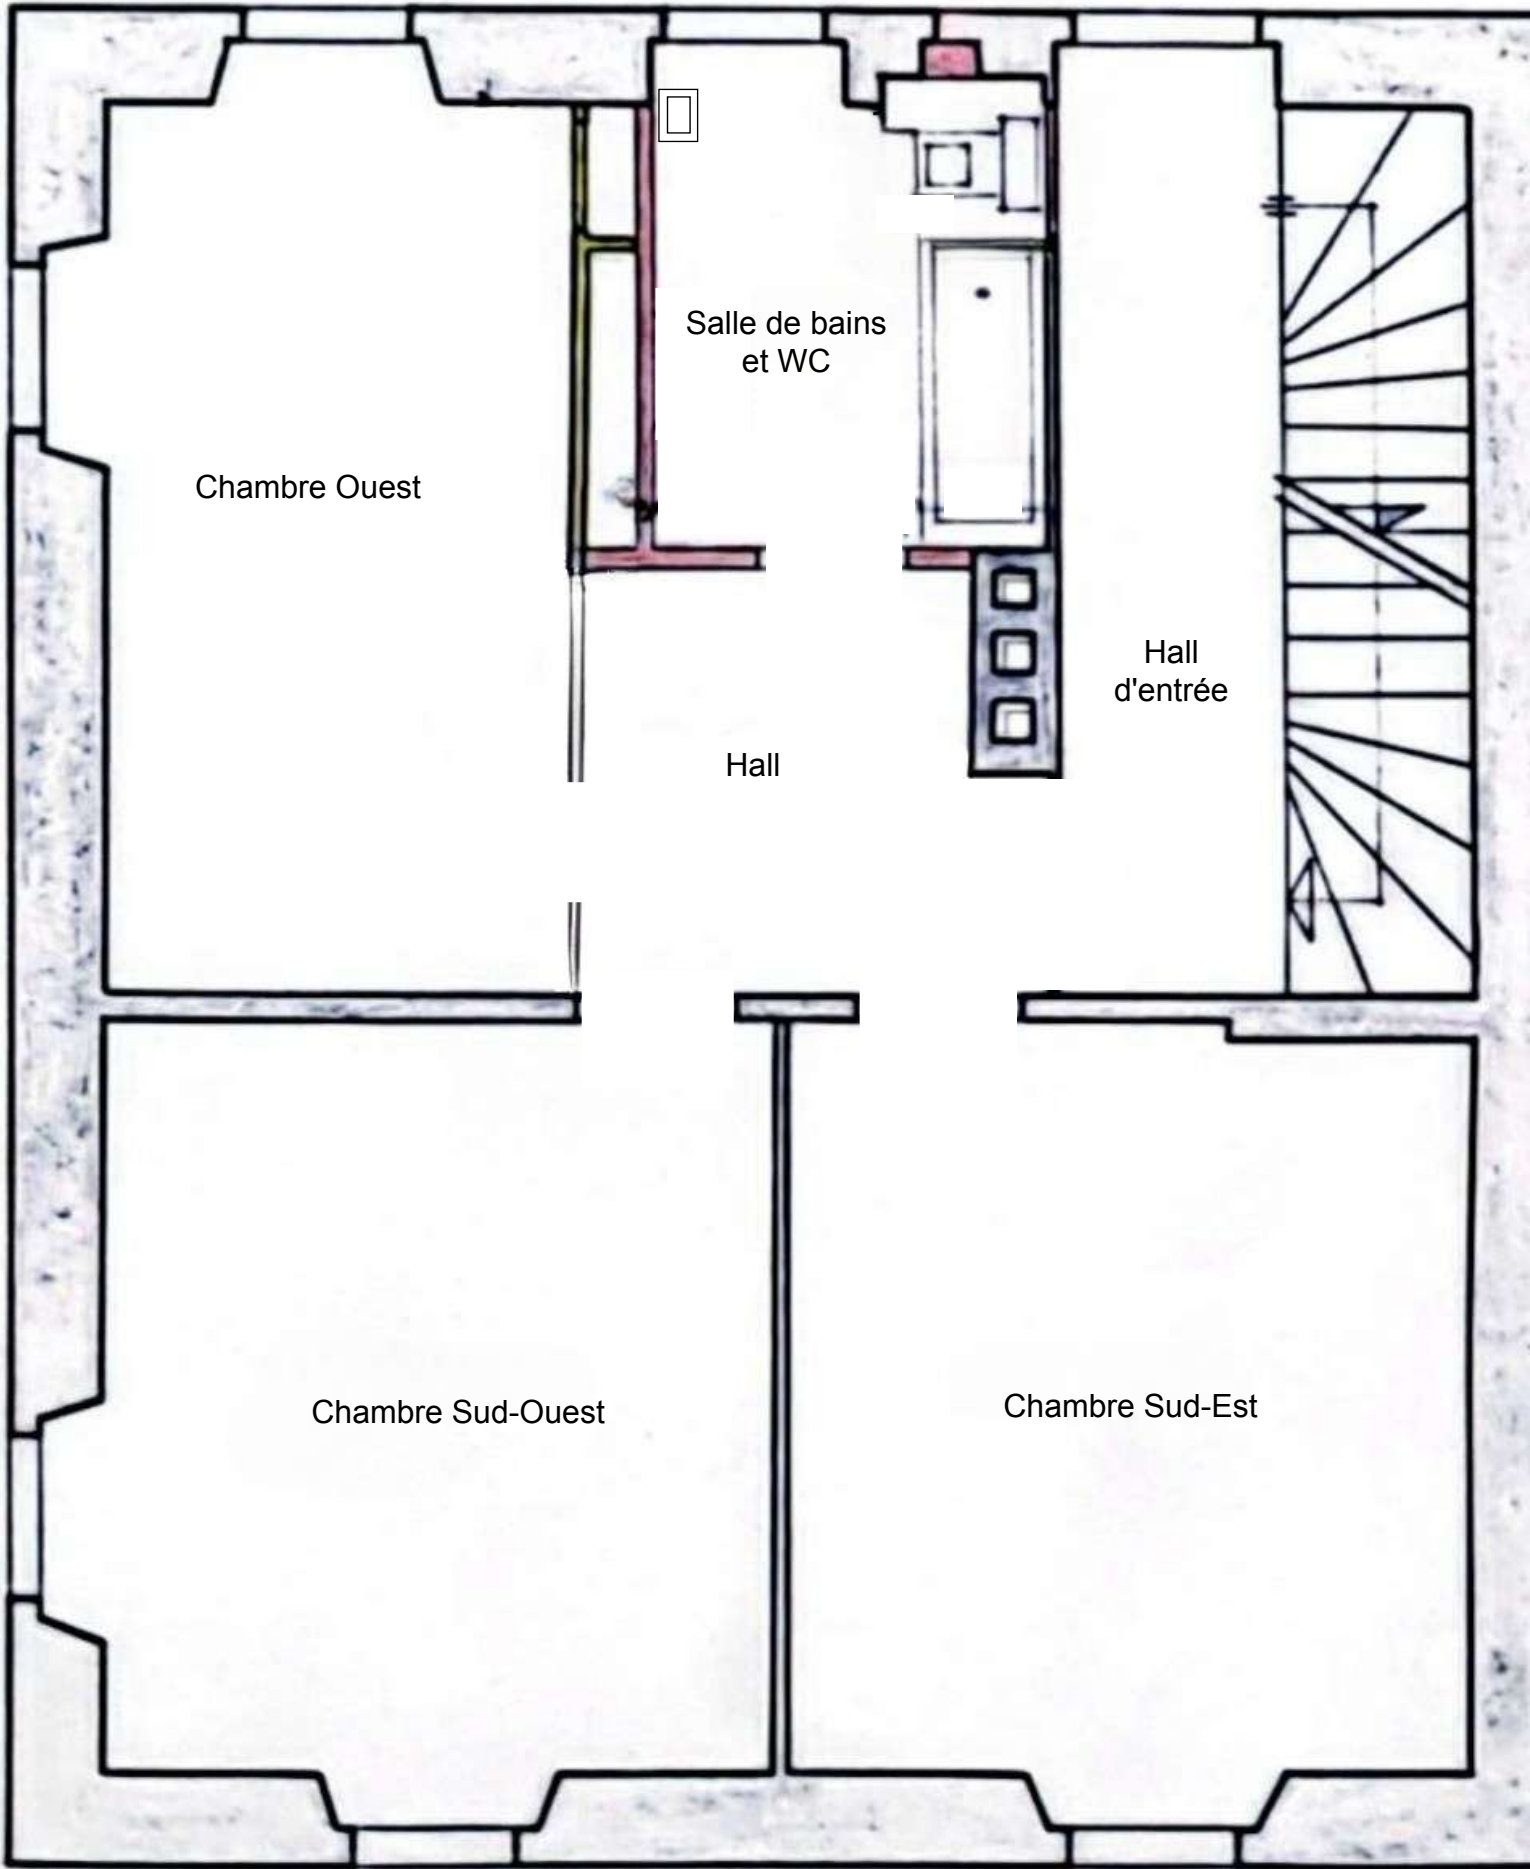 Salle de bains
et WC
Chambre Ouest
Hall
d'entrée
Hall
Chambre Sud-Ouest
Chambre Sud-Est